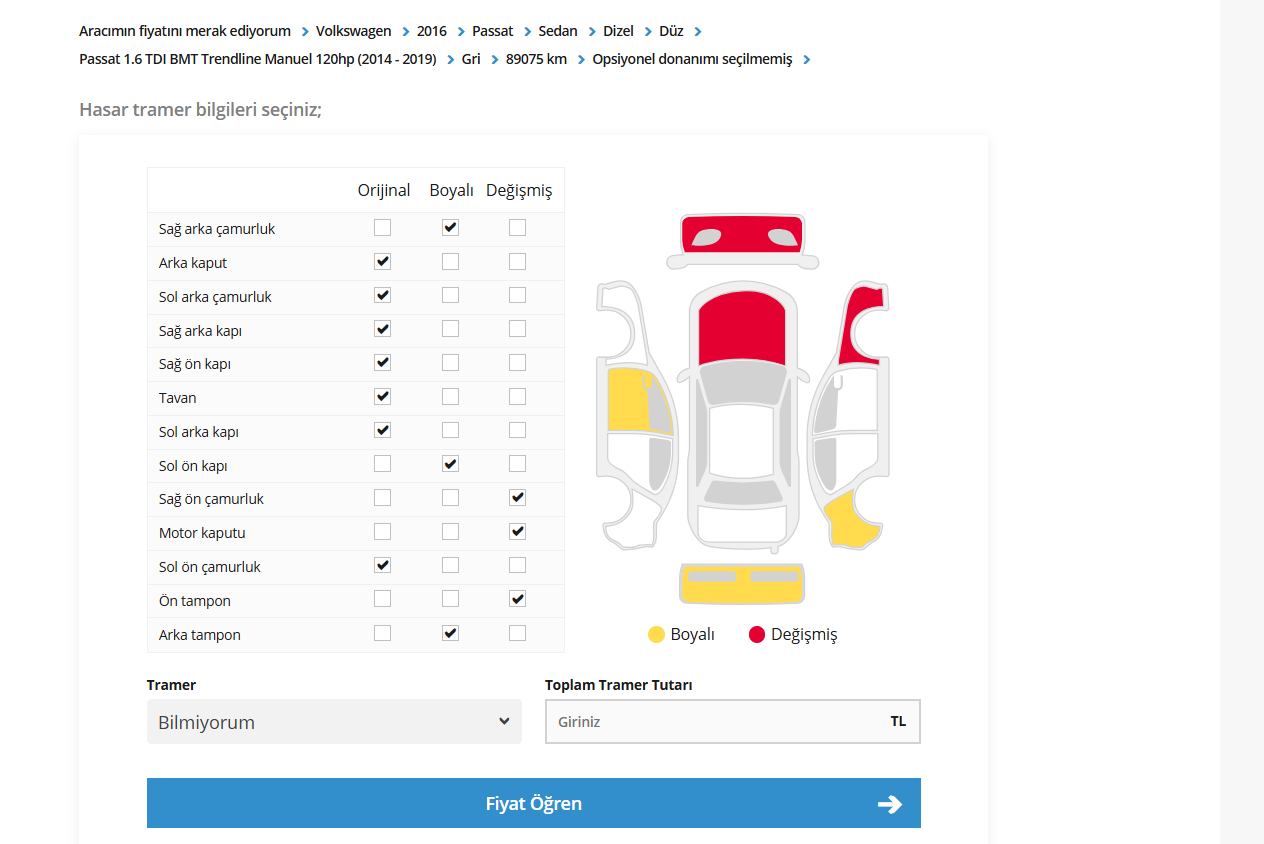 Aracımın fiyatını merak ediyorum > Volkswagen > 2016 > Passat > Sedan > Dizel > Düz >
Passat 1.6 TDI BMT Trendline Manuel 120hp (2014 - 2019) > Gri > 89075 km > Opsiyonel donanımı seçilmemiş >
Hasar tramer bilgileri seçiniz;
Orijinal Boyalı Değişmiş
Sağ arka çamurluk
Arka kaput
Sol arka çamurluk
Sağ arka kapı
Sağ ön kapı
Tavan
Sol arka kapı
Sol ön kapı
Sağ ön çamurluk
Motor kaputu
Sol ön çamurluk
Ön tampon
Arka tampon
Boyalı Değişmiş
Tramer
Bilmiyorum
Toplam Tramer Tutarı
Giriniz TL
Fiyat Öğren